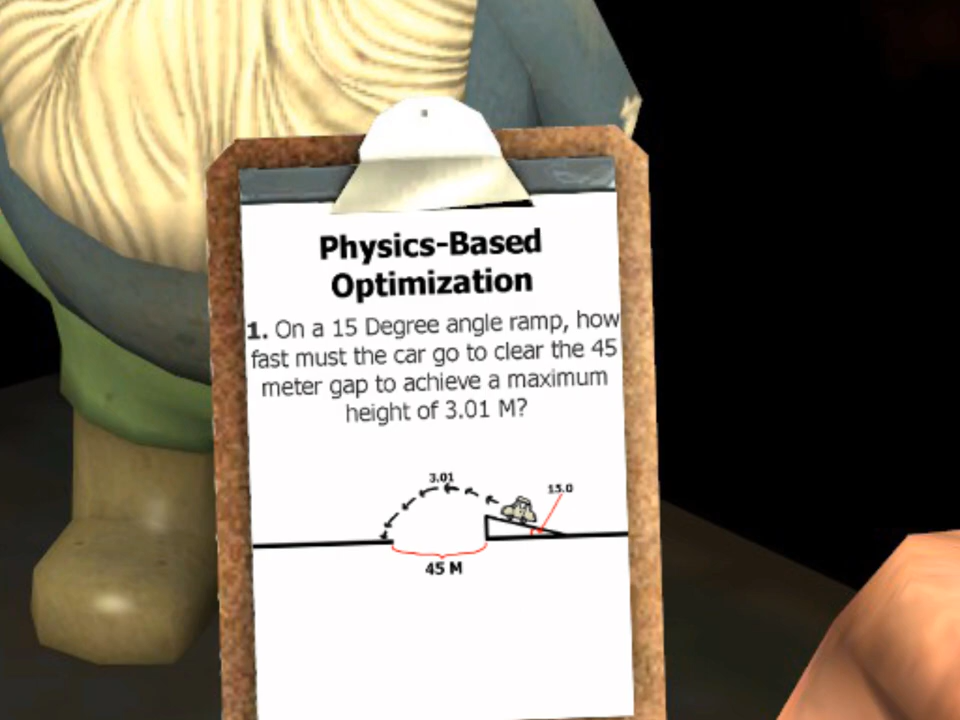 Physics-Based
Optimization
1. On a 15 Degree angle ramp, how
fast must the car go to clear the 45
meter gap to achieve a maximum
height of 3.01 M?
3.01
15.0
45 M